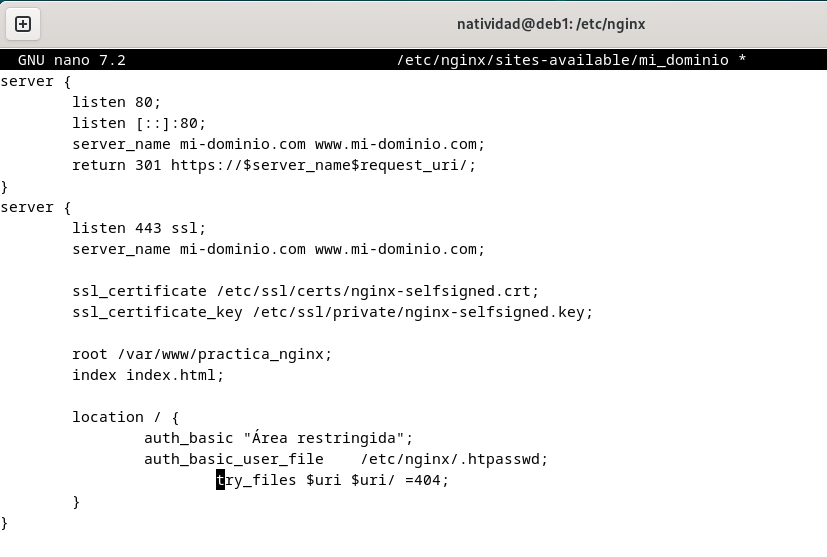 natividad@deb1: /etc/nginx
GNU nano 7.2 /etc/nginx/sites-available/mi_dominio *
server {
listen 80;
listen [::]:80;
server_name mi-dominio.com www.mi-dominio.com;
return 301 https://$server_name$request_uri/;
}
server {
listen 443 ssl;
server_name mi-dominio.com www.mi-dominio.com;
ssl_certificate /etc/ssl/certs/nginx-selfsigned.crt;
ssl_certificate_key /etc/ssl/private/nginx-selfsigned.key;
root /var/www/practica_nginx;
index index.html;
location / {
auth_basic "Área restringida";
auth_basic_user_file    /etc/nginx/.htpasswd;
try_files $uri $uri/ =404;
}
}